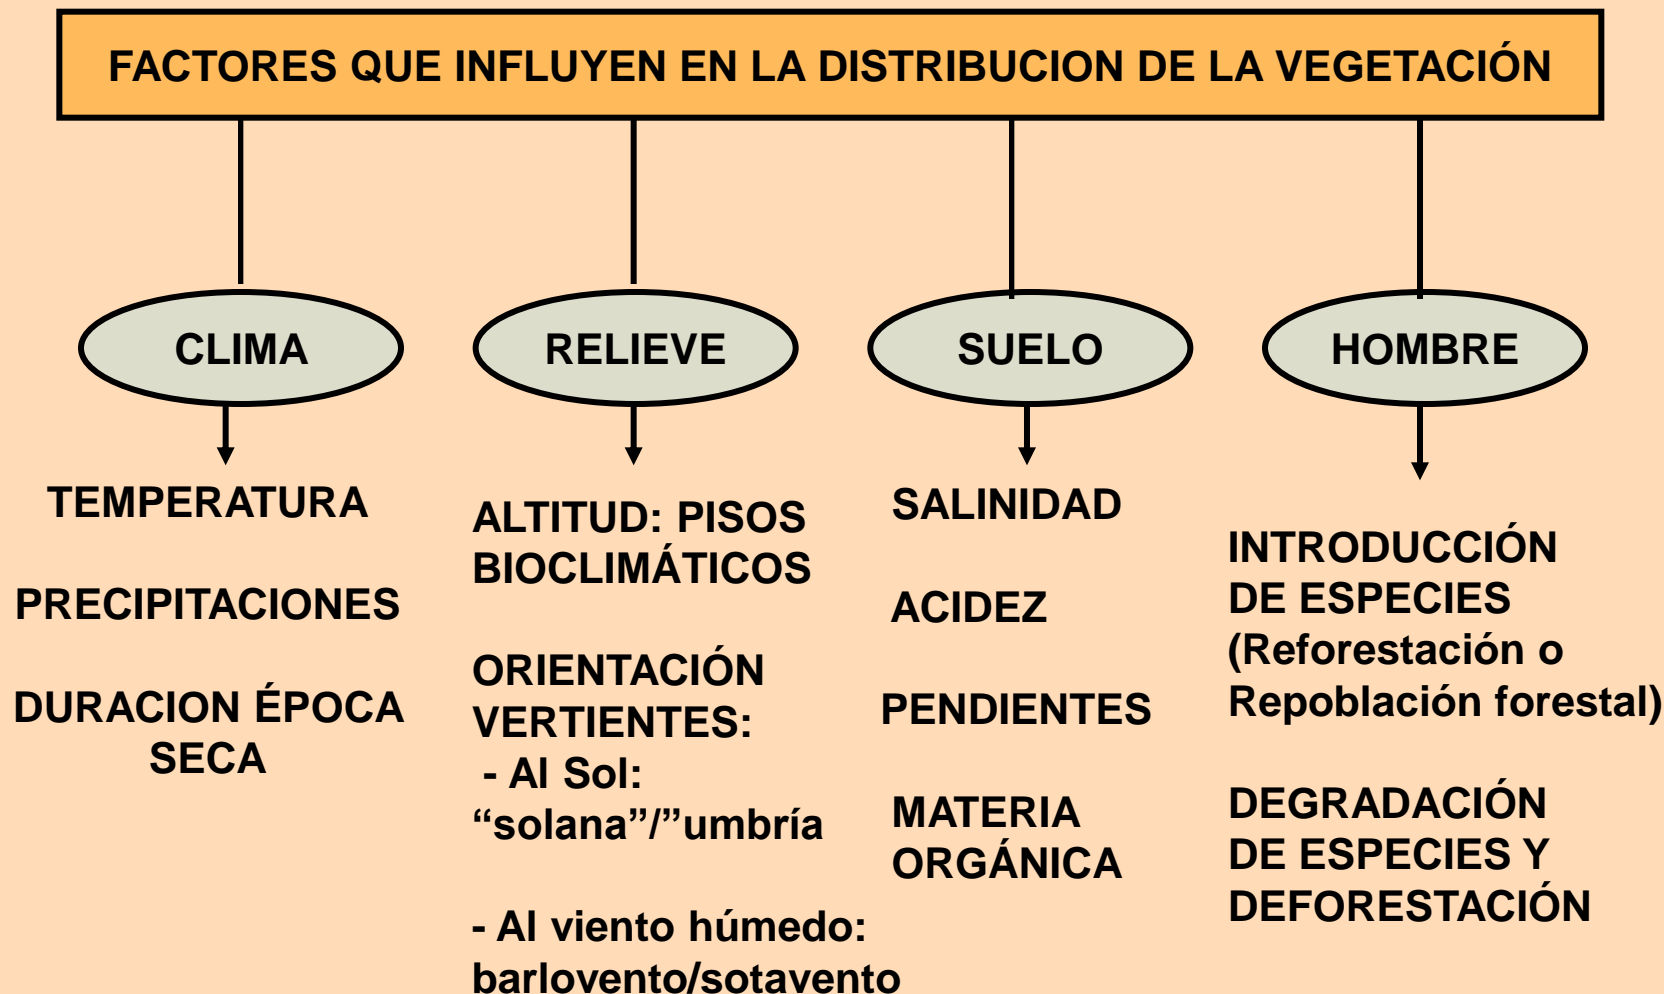 FACTORES QUE INFLUYEN EN LA DISTRIBUCION DE LA VEGETACIÓN
CLIMA
TEMPERATURA
PRECIPITACIONES
DURACION ÉPOCA
SECA
RELIEVE
ALTITUD: PISOS
BIOCLIMÁTICOS
ORIENTACIÓN
VERTIENTES:
- Al Sol:
“solana”/”umbría
- Al viento húmedo:
barlovento/sotavento
SUELO
SALINIDAD
ACIDEZ
PENDIENTES
MATERIA
ORGÁNICA
HOMBRE
INTRODUCCIÓN
DE ESPECIES
(Reforestación o
Repoblación forestal)
DEGRADACIÓN
DE ESPECIES Y
DEFORESTACIÓN